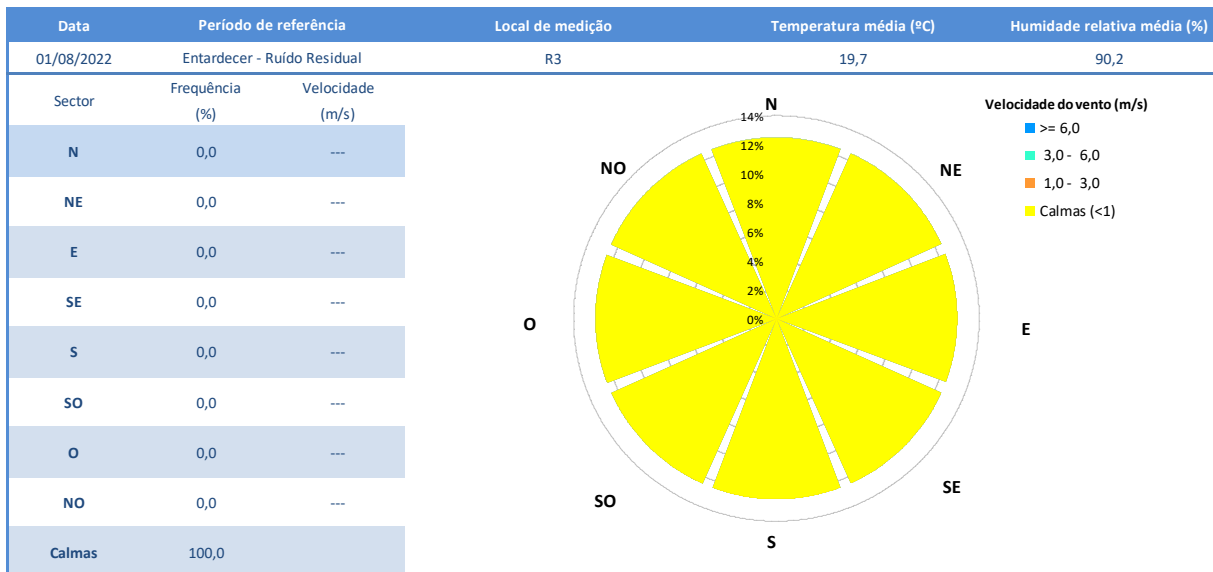 Data Período de referência Local de medição Temperatura média (ºC) Humidade relativa média (%)
01/08/2022 Entardecer - Ruído Residual R3 19,7 90,2
Sector Frequência (%) Velocidade (m/s)
N 0,0 ---
NE 0,0 ---
E 0,0 ---
SE 0,0 ---
S 0,0 ---
SO 0,0 ---
O 0,0 ---
NO 0,0 ---
Calmas 100,0
N
NE
E
SE
S
SO
O
NO
14%
12%
10%
8%
6%
4%
2%
0%
Velocidade do vento (m/s)
>= 6,0
3,0 - 6,0
1,0 - 3,0
Calmas (<1)